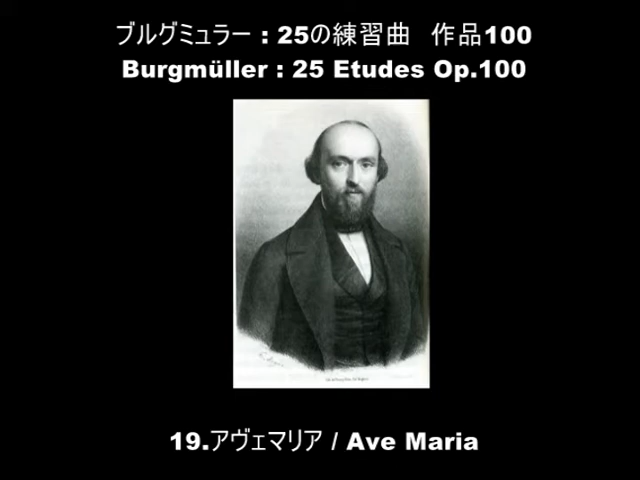 ブルグミュラー : 25の練習曲　作品100
Burgmüller : 25 Etudes Op.100
19.アヴェマリア / Ave Maria